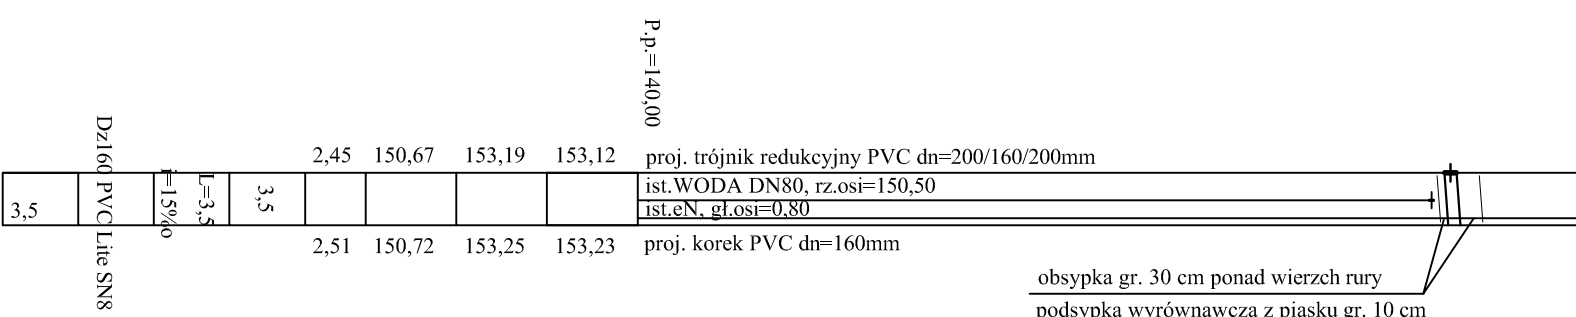 P.p.=140,00
2,45 150,67 153,19 153,12 proj. trójnik redukcyjny PVC dn=200/160/200mm
ist.WODA DN80, rz.osi=150,50
3,5
Dz160 PVC Lite SN8
i=15‰
L=3,5
3,5
ist.eN, gł.osi=0,80
2,51 150,72 153,25 153,23 proj. korek PVC dn=160mm
obsypka gr. 30 cm ponad wierzch rury
podsypka wyrównawcza z piasku gr. 10 cm